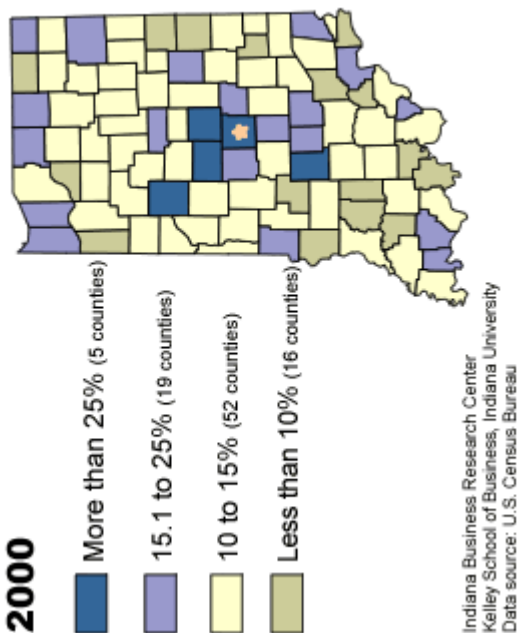 2000
More than 25% (5 counties)
15.1 to 25% (19 counties)
10 to 15% (52 counties)
Less than 10% (16 counties)
Indiana Business Research Center
Kelley School of Business, Indiana University
Data source: U.S. Census Bureau